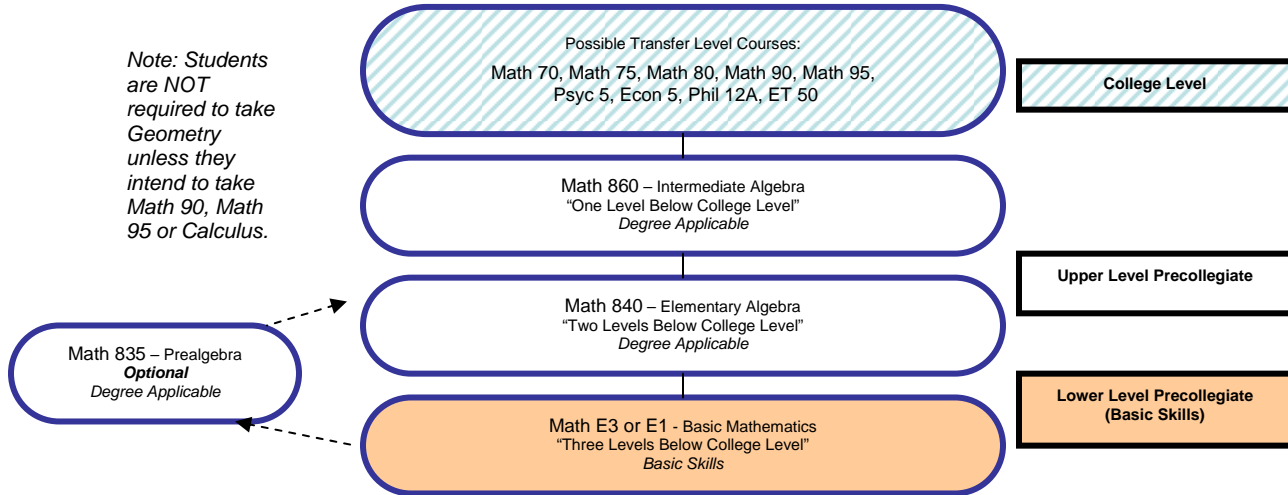 Note: Students
are NOT
required to take
Geometry
unless they
intend to take
Math 90, Math
95 or Calculus.
Possible Transfer Level Courses:
Math 70, Math 75, Math 80, Math 90, Math 95,
Psyc 5, Econ 5, Phil 12A, ET 50
College Level
Math 860 – Intermediate Algebra
“One Level Below College Level”
Degree Applicable
Upper Level Precollegiate
Math 840 – Elementary Algebra
“Two Levels Below College Level”
Degree Applicable
Math 835 – Prealgebra
Optional
Degree Applicable
Lower Level Precollegiate
(Basic Skills)
Math E3 or E1 - Basic Mathematics
“Three Levels Below College Level”
Basic Skills